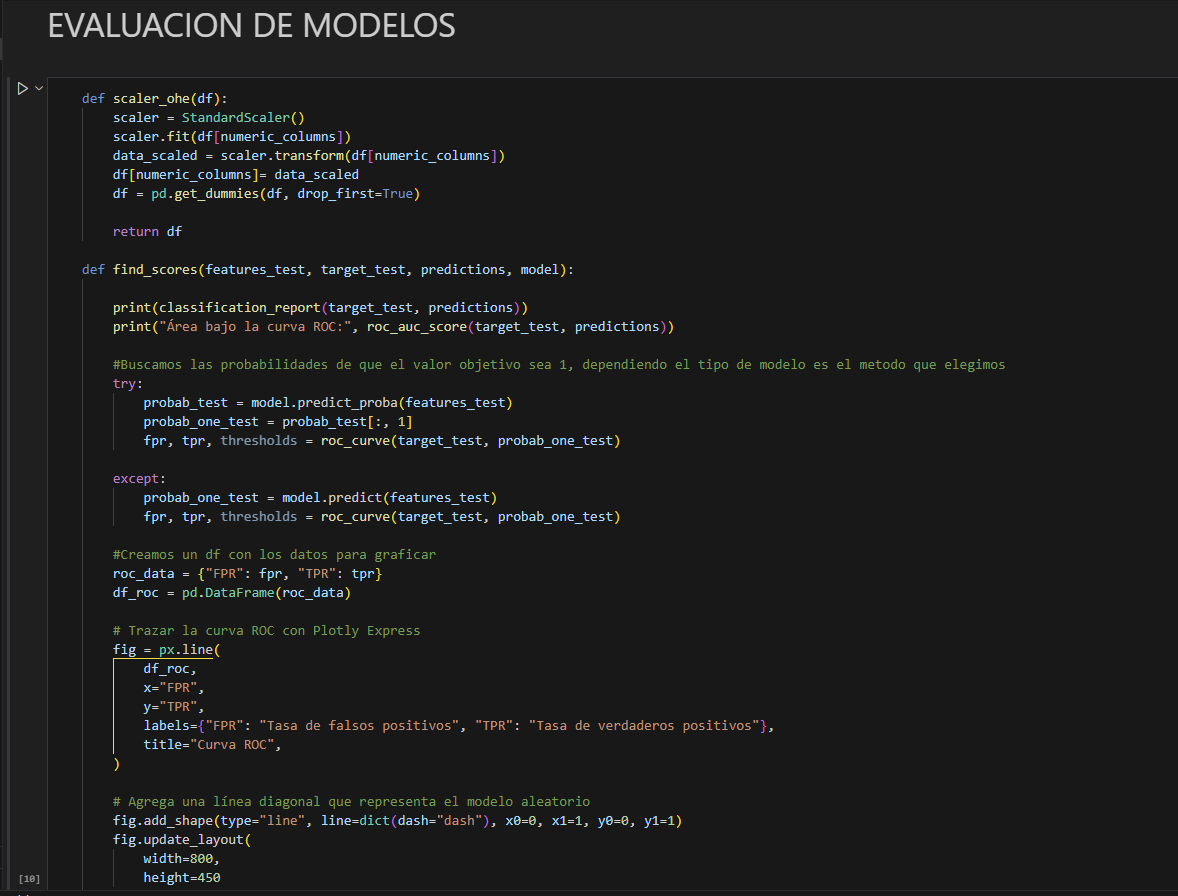 EVALUACION DE MODELOS
def scaler_ohe(df):
    scaler = StandardScaler()
    scaler.fit(df[numeric_columns])
    data_scaled = scaler.transform(df[numeric_columns])
    df[numeric_columns]= data_scaled
    df = pd.get_dummies(df, drop_first=True)

    return df

def find_scores(features_test, target_test, predictions, model):

    print(classification_report(target_test, predictions))
    print("Área bajo la curva ROC:", roc_auc_score(target_test, predictions))

    #Buscamos las probabilidades de que el valor objetivo sea 1, dependiendo el tipo de modelo es el metodo que elegimos
    try:
        probab_test = model.predict_proba(features_test)
        probab_one_test = probab_test[:, 1]
        fpr, tpr, thresholds = roc_curve(target_test, probab_one_test)

    except:
        probab_one_test = model.predict(features_test)
        fpr, tpr, thresholds = roc_curve(target_test, probab_one_test)

    #Creamos un df con los datos para graficar
    roc_data = {"FPR": fpr, "TPR": tpr}
    df_roc = pd.DataFrame(roc_data)

    # Trazar la curva ROC con Plotly Express
    fig = px.line(
        df_roc,
        x="FPR",
        y="TPR",
        labels={"FPR": "Tasa de falsos positivos", "TPR": "Tasa de verdaderos positivos"},
        title="Curva ROC",
    )

    # Agrega una línea diagonal que representa el modelo aleatorio
    fig.add_shape(type="line", line=dict(dash="dash"), x0=0, x1=1, y0=0, y1=1)
    fig.update_layout(
        width=800,
        height=450
[10]